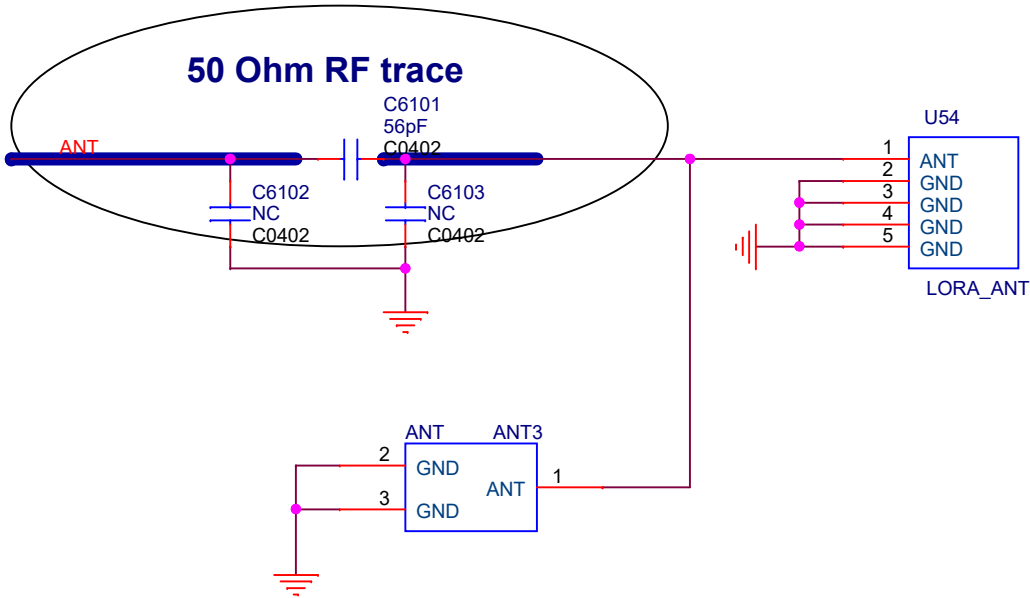 50 Ohm RF trace
C6101
56pF
C0402
ANT
C6102
NC
C0402
C6103
NC
C0402
U54
1
ANT
2
GND
3
GND
4
GND
5
GND
LORA_ANT
ANT
ANT3
2
GND
3
GND
ANT
1